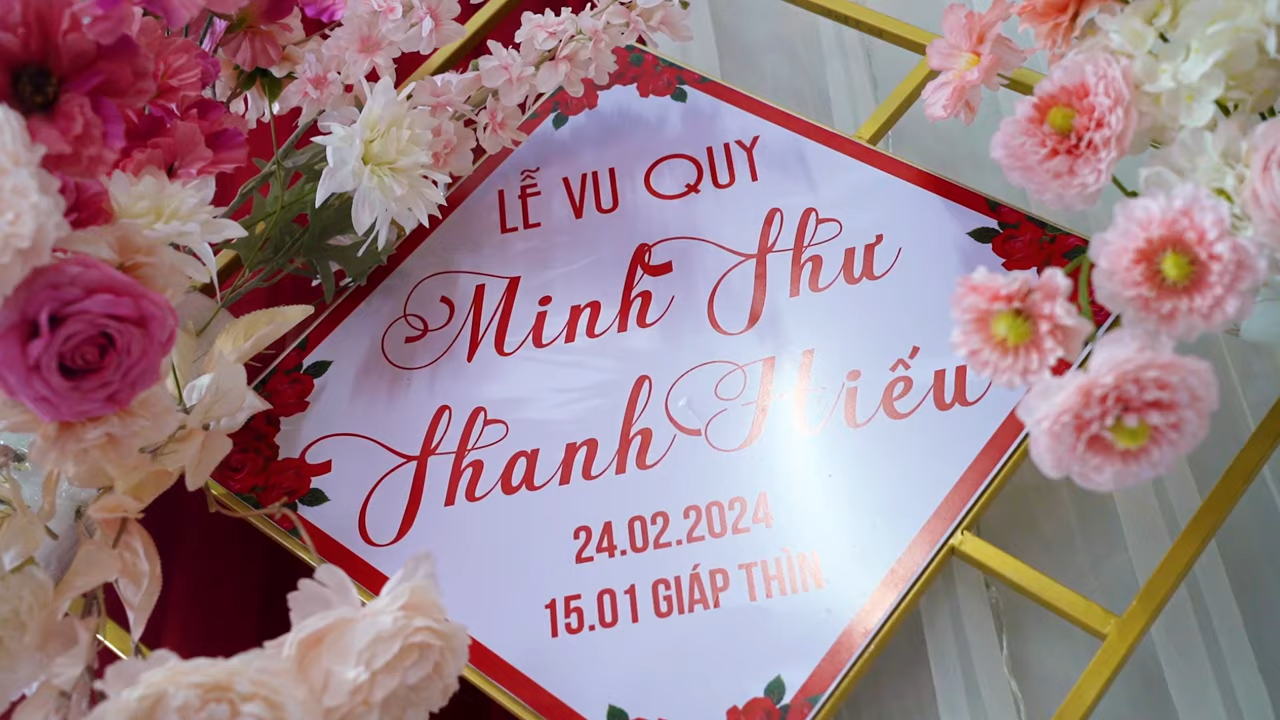 LỄ VU QUY
Minh Thư
Thanh Hiếu
24.02.2024
15.01 GIÁP THÌN